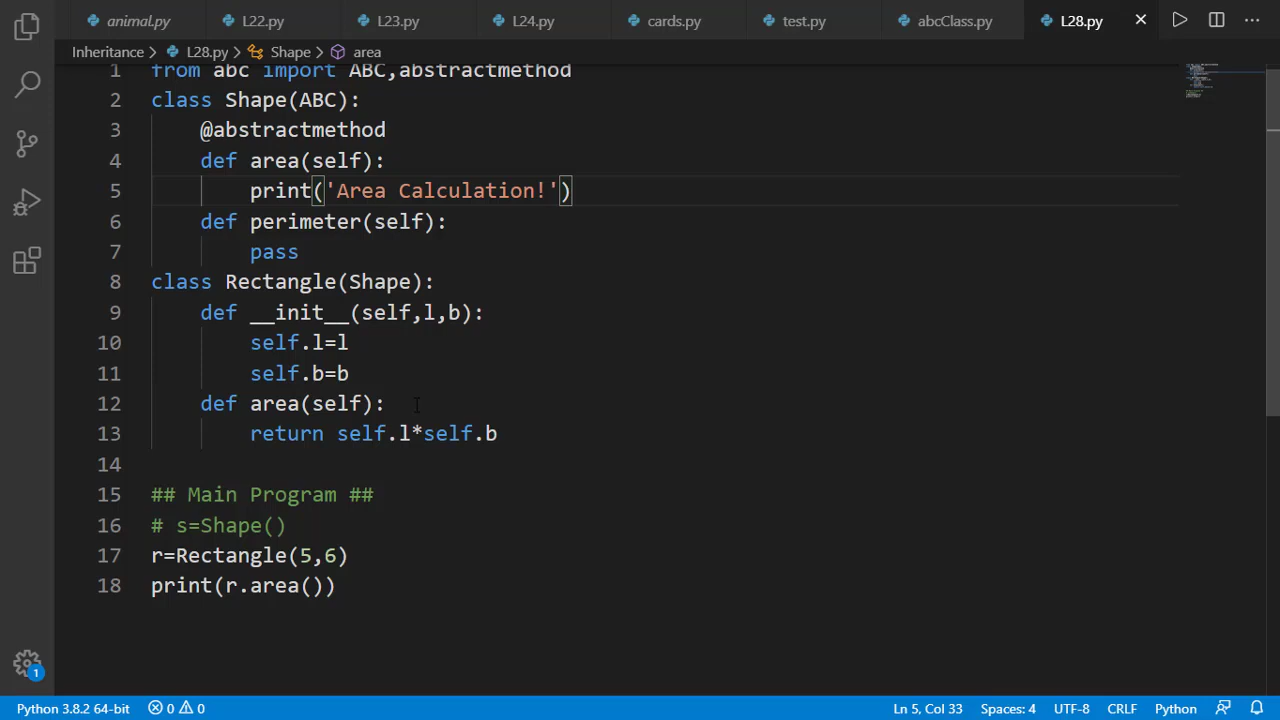 animal.py L22.py L23.py L24.py cards.py test.py abcClass.py L28.py
Inheritance > L28.py > Shape > area
1 from abc import ABC,abstractmethod
2 class Shape(ABC):
3 @abstractmethod
4 def area(self):
5 print('Area Calculation!')
6 def perimeter(self):
7 pass
8 class Rectangle(Shape):
9 def __init__(self,l,b):
10 self.l=l
11 self.b=b
12 def area(self):
13 return self.l*self.b
14
15 ## Main Program ##
16 # s=Shape()
17 r=Rectangle(5,6)
18 print(r.area())
1
Python 3.8.2 64-bit 0 0 Ln 5, Col 33 Spaces: 4 UTF-8 CRLF Python